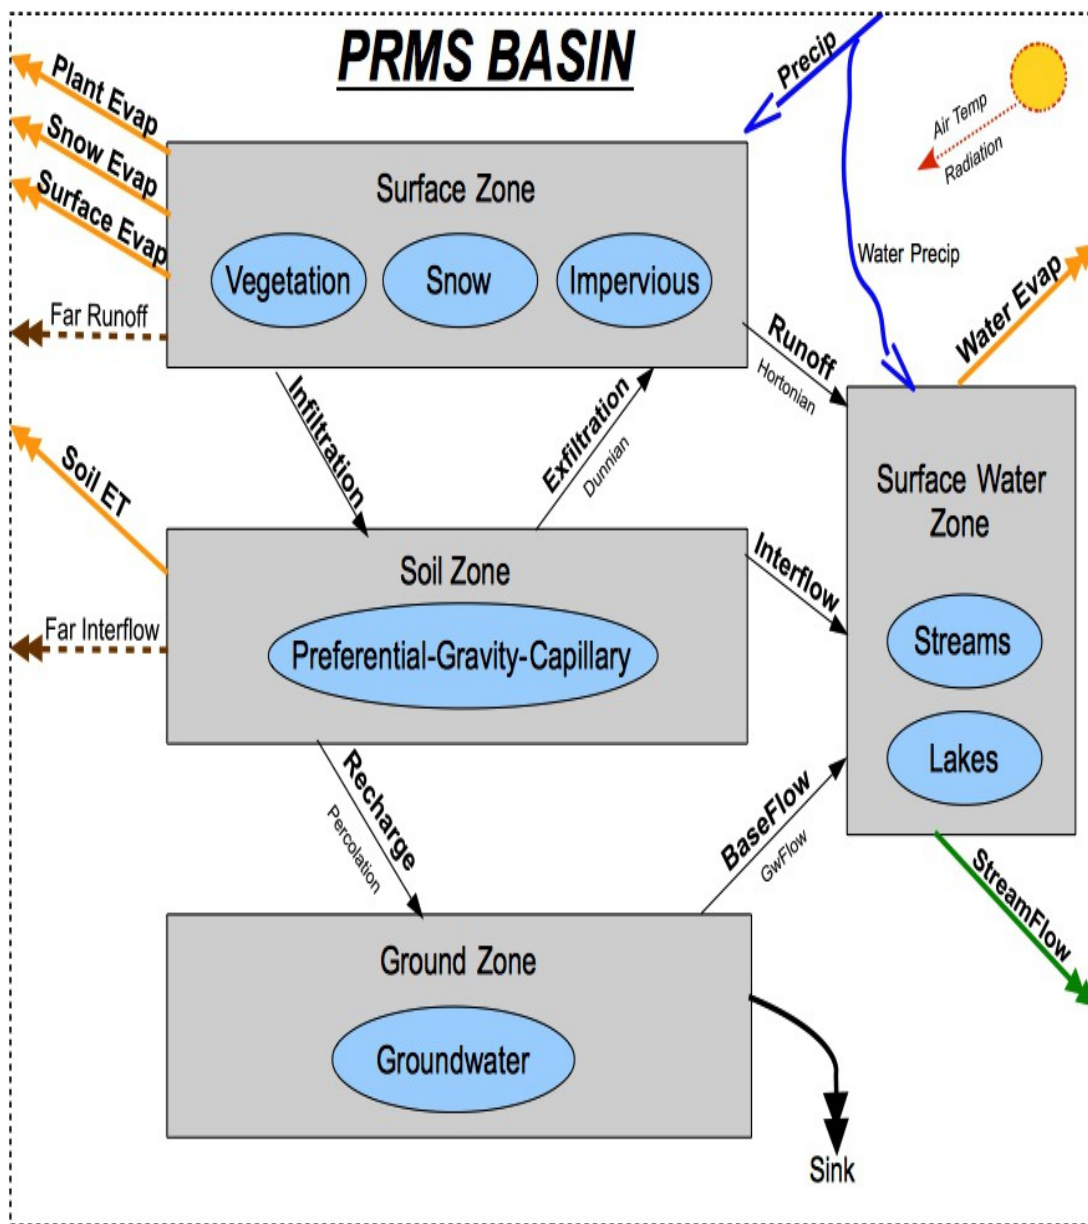 PRMS BASIN
Precip
Air Temp
Radiation
Plant Evap
Snow Evap
Surface Evap
Far Runoff
Surface Zone
Vegetation
Snow
Impervious
Water Precip
Water Evap
Runoff
Hortonian
Infiltration
Exfiltration
Dunnian
Soil ET
Far Interflow
Soil Zone
Preferential-Gravity-Capillary
Interflow
Surface Water
Zone
Streams
Lakes
Recharge
Percolation
BaseFlow
GwFlow
StreamFlow
Ground Zone
Groundwater
Sink